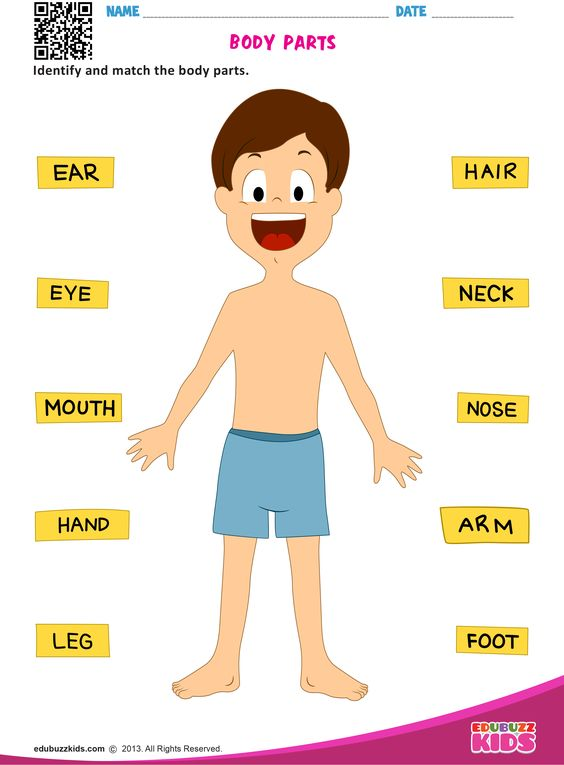 NAME DATE
BODY PARTS
Identify and match the body parts.
EAR
HAIR
EYE
NECK
MOUTH
NOSE
HAND
ARM
LEG
FOOT
edubuzzkids.com © 2013. All Rights Reserved.
EDUBUZZ
KIDS